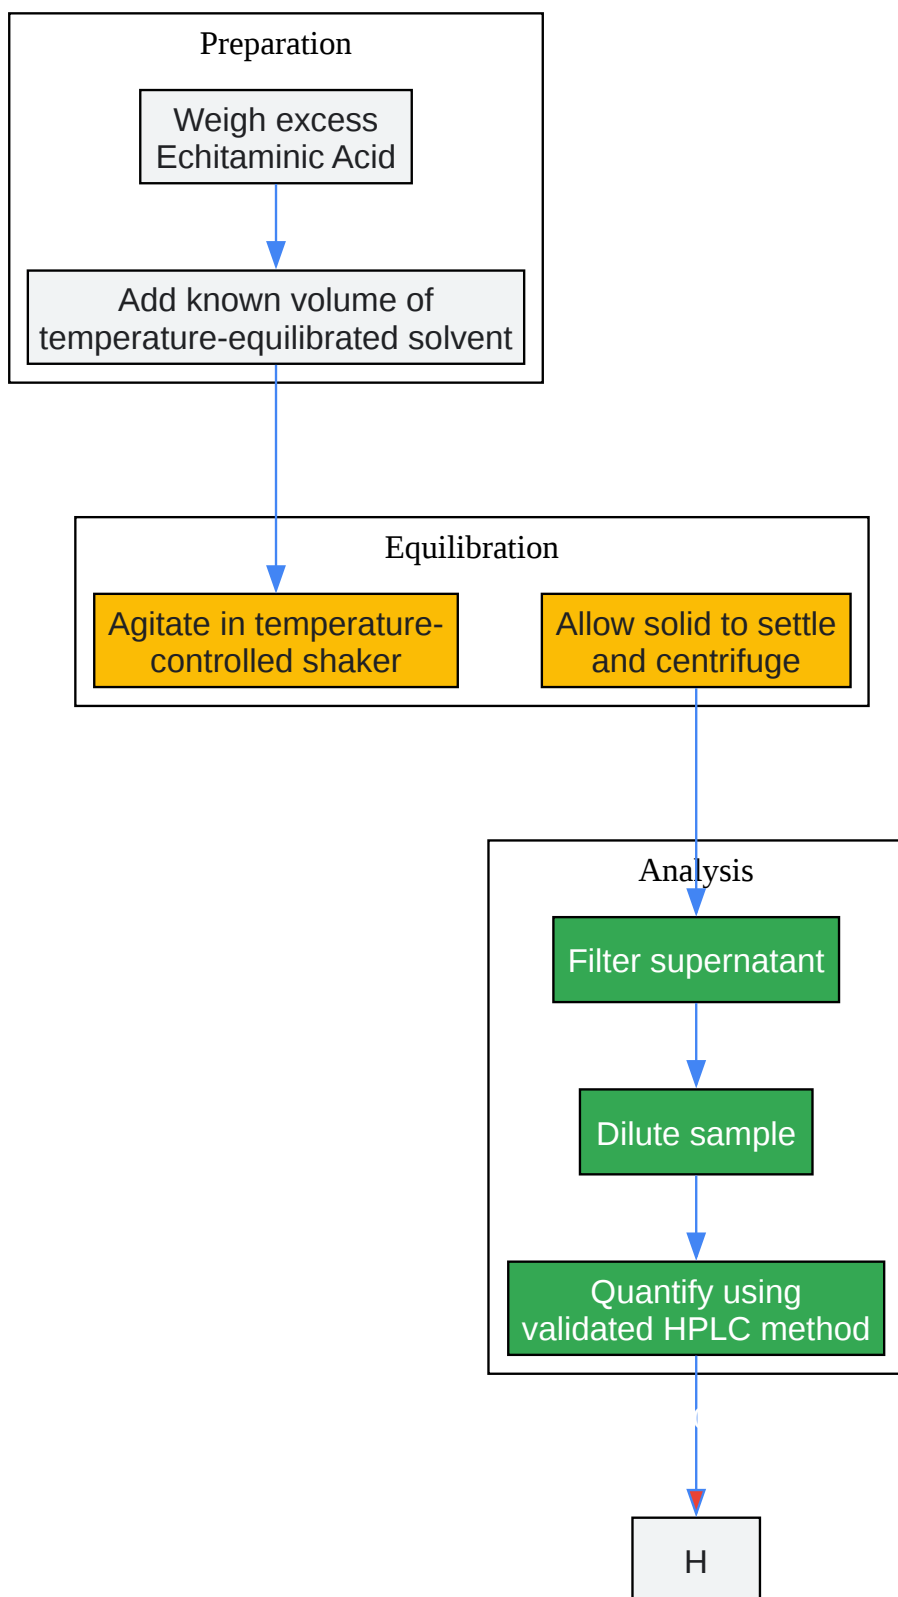 Preparation
Weigh excess
Echitaminic Acid
Add known volume of
temperature-equilibrated solvent
Equilibration
Agitate in temperature-
controlled shaker
Allow solid to settle
and centrifuge
Analysis
Filter supernatant
Dilute sample
Quantify using
validated HPLC method
H